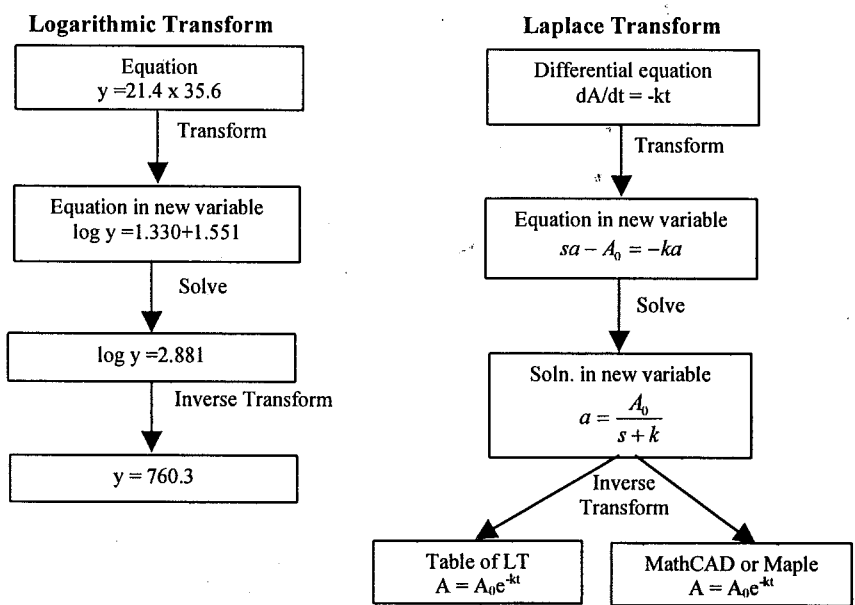 Logarithmic Transform
Equation
y =21.4 x 35.6
Transform
Equation in new variable
log y =1.330+1.551
Solve
log y =2.881
Inverse Transform
y = 760.3
Laplace Transform
Differential equation
dA/dt = -kt
Transform
Equation in new variable
sa − A₀ = −ka
Solve
Soln. in new variable
a = A₀ / s + k
Inverse
Transform
Table of LT
A = A₀e⁻ᵏᵗ
MathCAD or Maple
A = A₀e⁻ᵏᵗ